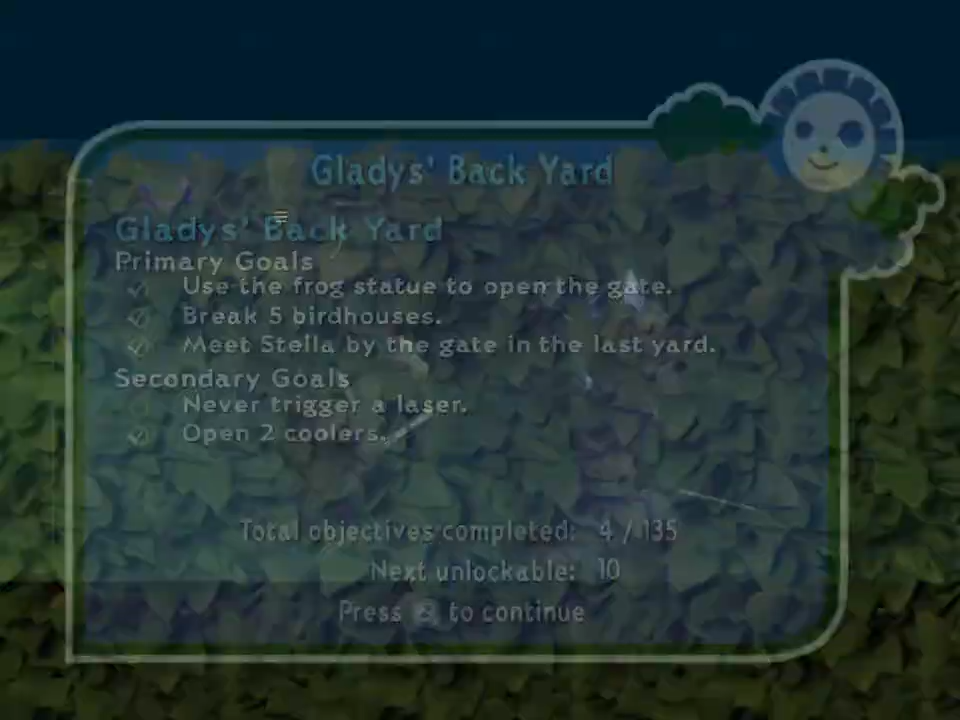 Gladys' Back Yard
Gladys' Back Yard
Primary Goals
Use the frog statue to open the gate.
Break 5 birdhouses.
Meet Stella by the gate in the last yard.
Secondary Goals
Never trigger a laser.
Open 2 coolers.
Total objectives completed: 4 / 135
Next unlockable: 10
Press to continue